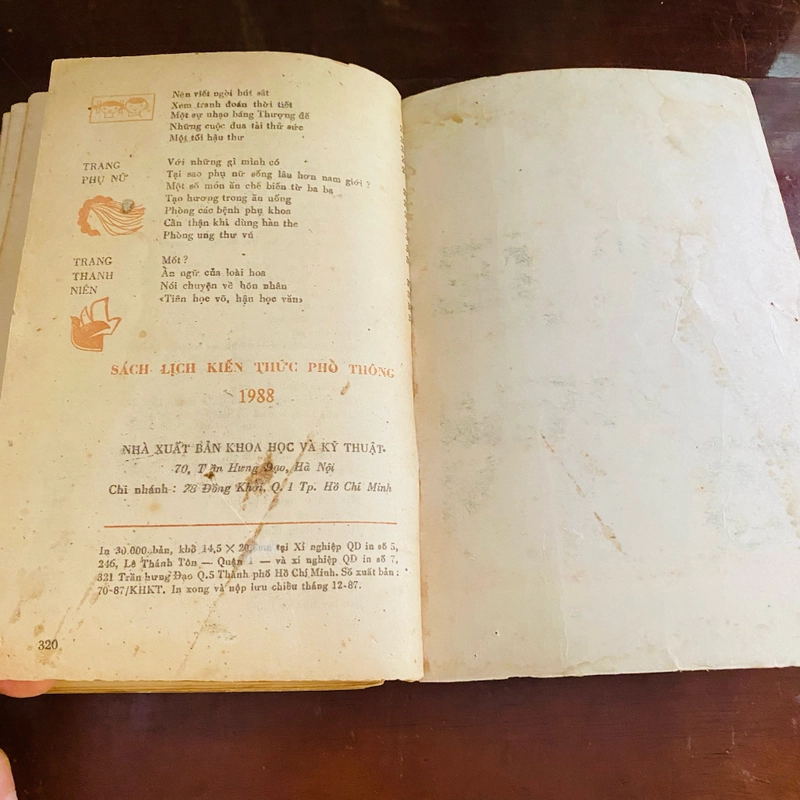 Nên viết ngòi bút sắt
Xem tranh đoán thời tiết
Một sự nhạo báng Thượng đế
Những cuộc đua tài thử sức
Một tối hậu thư
TRANG
PHỤ NỮ
Với những gì mình có
Tại sao phụ nữ sống lâu hơn nam giới ?
Một số món ăn chế biến từ ba ba
Tạo hương trong ăn uống
Phòng các bệnh phụ khoa
Cẩn thận khi dùng hàn the
Phòng ung thư vú
TRANG
THANH
NIÊN
Mốt ?
Ẩn ngữ của loài hoa
Nói chuyện về hôn nhân
«Tiên học võ, hậu học văn»
SÁCH LỊCH KIẾN THỨC PHỔ THÔNG
1988
NHÀ XUẤT BẢN KHOA HỌC VÀ KỸ THUẬT
70, Trần Hưng Đạo, Hà Nội
Chi nhánh : 28 Đồng Khởi, Q. 1 Tp. Hồ Chí Minh
In 30.000 bản, khổ 14,5 × 20, tại Xí nghiệp QD in số 5,
246, Lê Thánh Tôn — Quận 1 — và xí nghiệp QD in số 7,
321 Trần hưng Đạo Q.5 Thành phố Hồ Chí Minh. Số xuất bản :
70-87/KHKT. In xong và nộp lưu chiểu tháng 12-87.
320